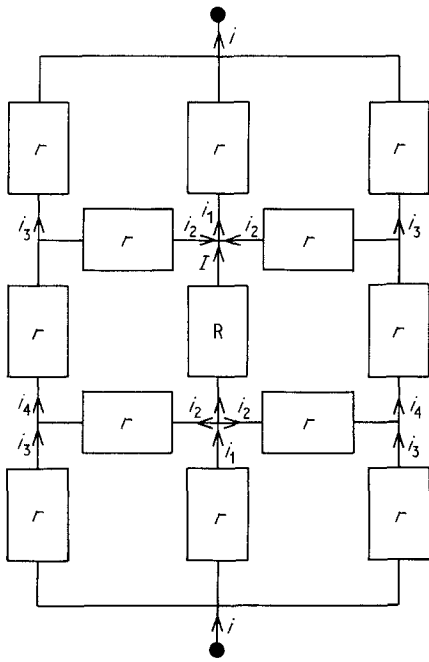 i
r r r
i₃ i₂ i₁ i₂ i₃
r r
I
r R r
i₄ i₂ i₂ i₄
r r
i₃ i₁ i₃
r r r
i